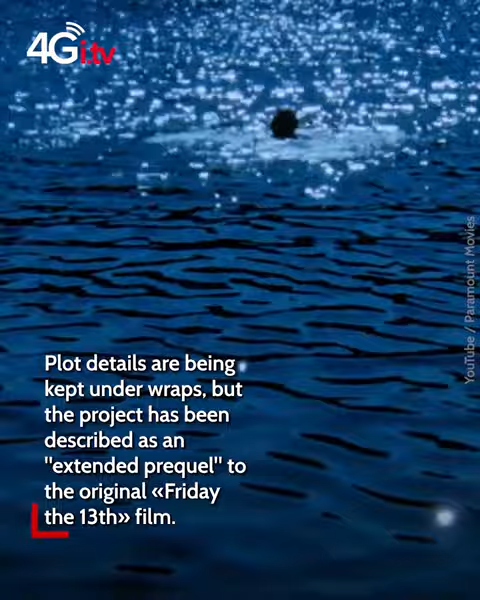 4Gi.tv
YouTube / Paramount Movies
Plot details are being
kept under wraps, but
the project has been
described as an
"extended prequel" to
the original «Friday
the 13th» film.